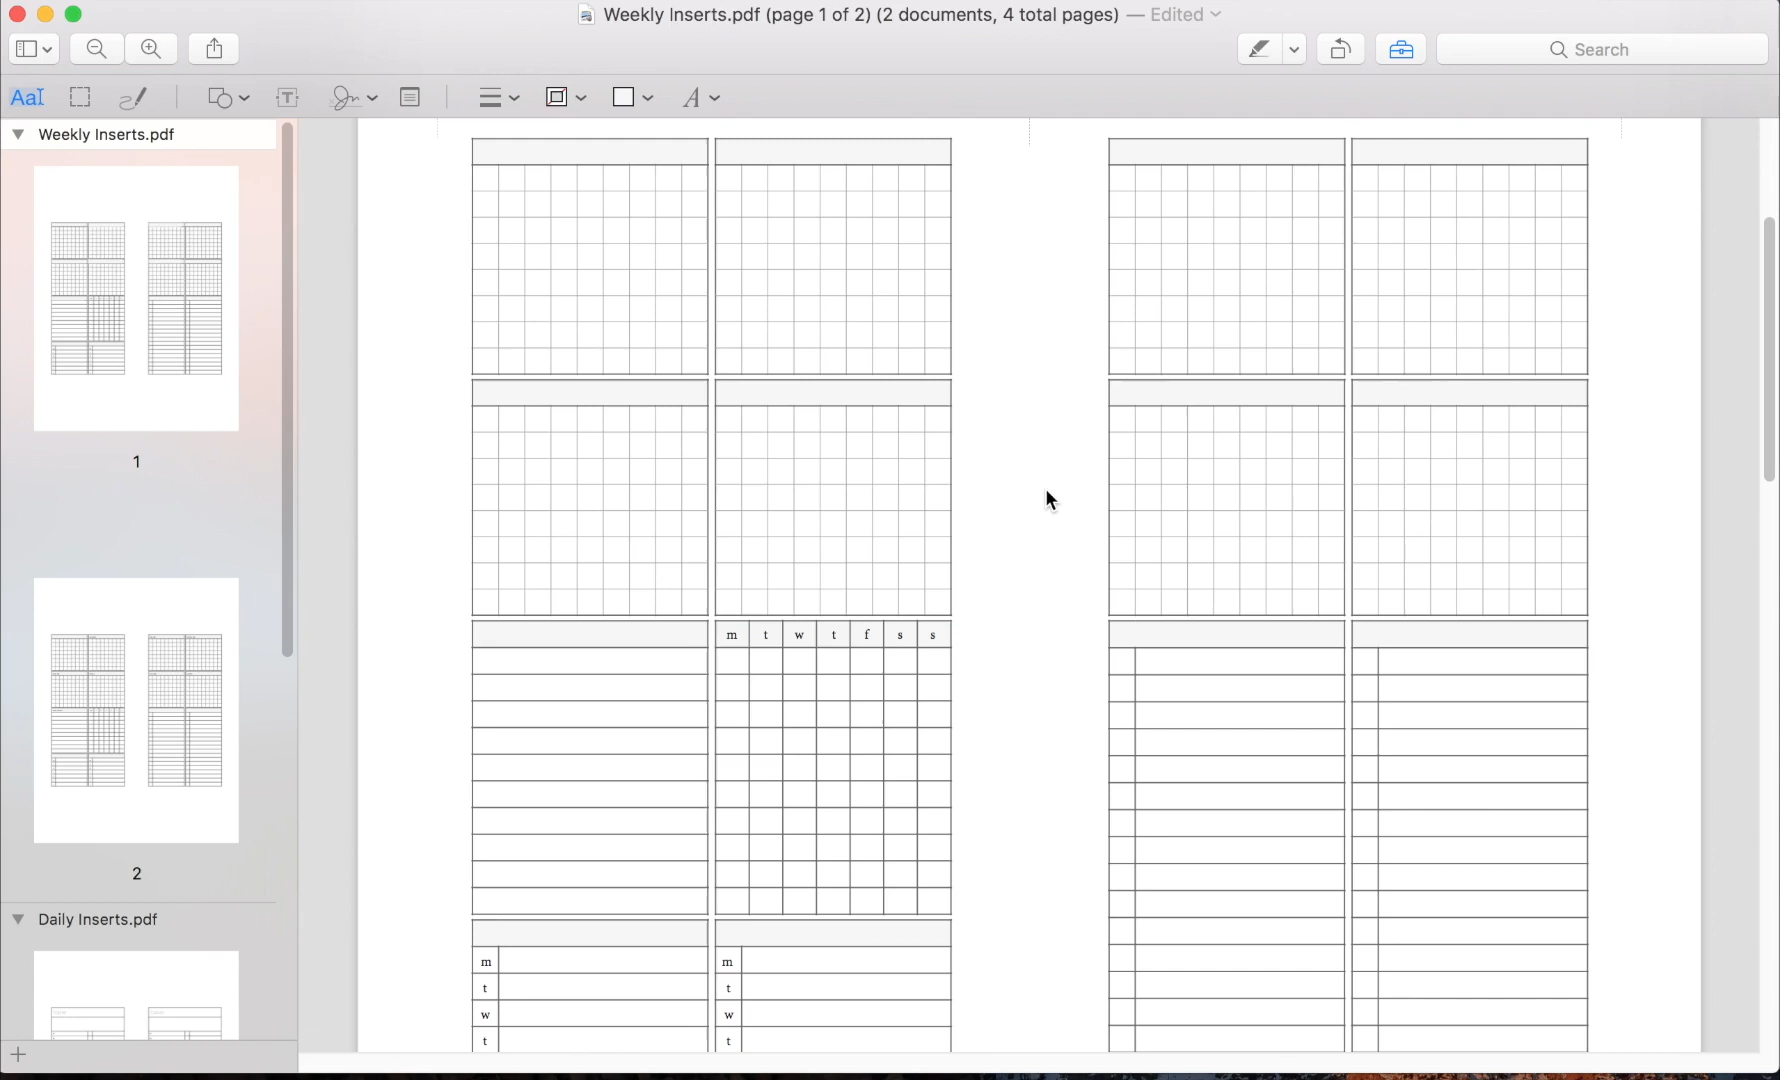 Weekly Inserts.pdf (page 1 of 2) (2 documents, 4 total pages) — Edited
Search
AaI
T
A
Weekly Inserts.pdf
1
2
Daily Inserts.pdf
m t w t f s s
m m
t t
w w
t t